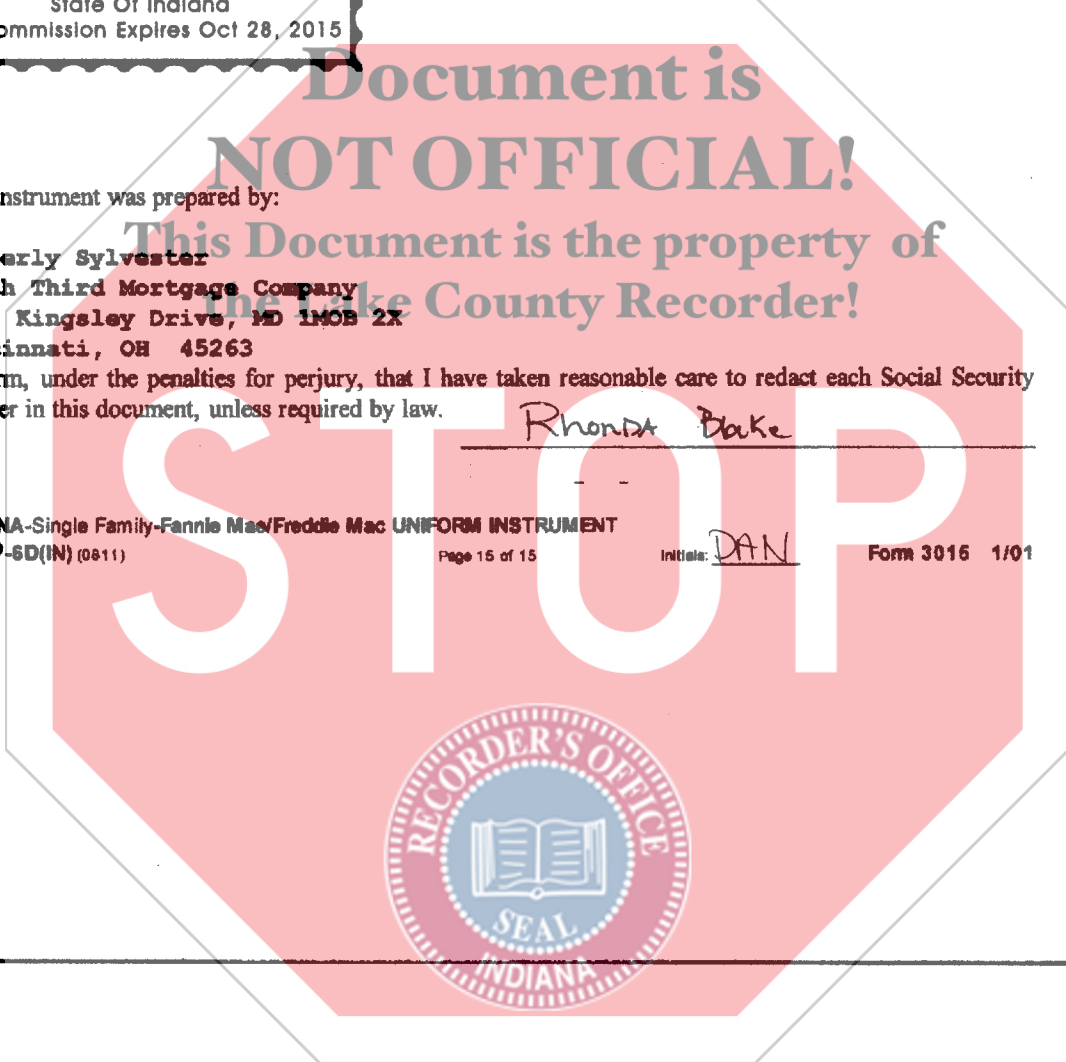 State Of Indiana
ommission Expires Oct 28, 2015
Document is
NOT OFFICIAL!
nstrument was prepared by:
This Document is the property of
erly Sylvester
h Third Mortgage Company
the Lake County Recorder!
Kingsley Drive, MD 1MOB 2X
innati, OH 45263
m, under the penalties for perjury, that I have taken reasonable care to redact each Social Security
er in this document, unless required by law.
RhonDA Blake
- -
NA-Single Family-Fannie Mae/Freddie Mac UNIFORM INSTRUMENT
-6D(IN) (0811) Page 15 of 15 Initials: DAN Form 3015 1/01
STOP
RECORDER'S OFFICE
SEAL
INDIANA